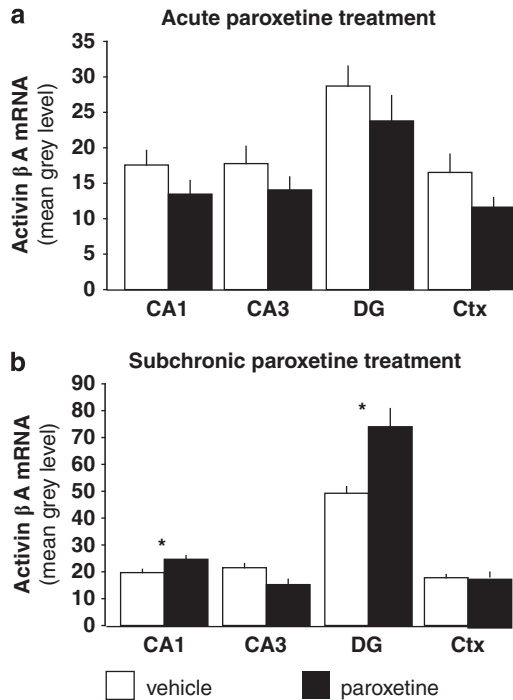 a
Acute paroxetine treatment
Activin β A mRNA
(mean grey level)
35
30
25
20
15
10
5
0
CA1 CA3 DG Ctx
b
Subchronic paroxetine treatment
Activin β A mRNA
(mean grey level)
90
80
70
60
50
40
30
20
10
0
*
*
CA1 CA3 DG Ctx
vehicle paroxetine